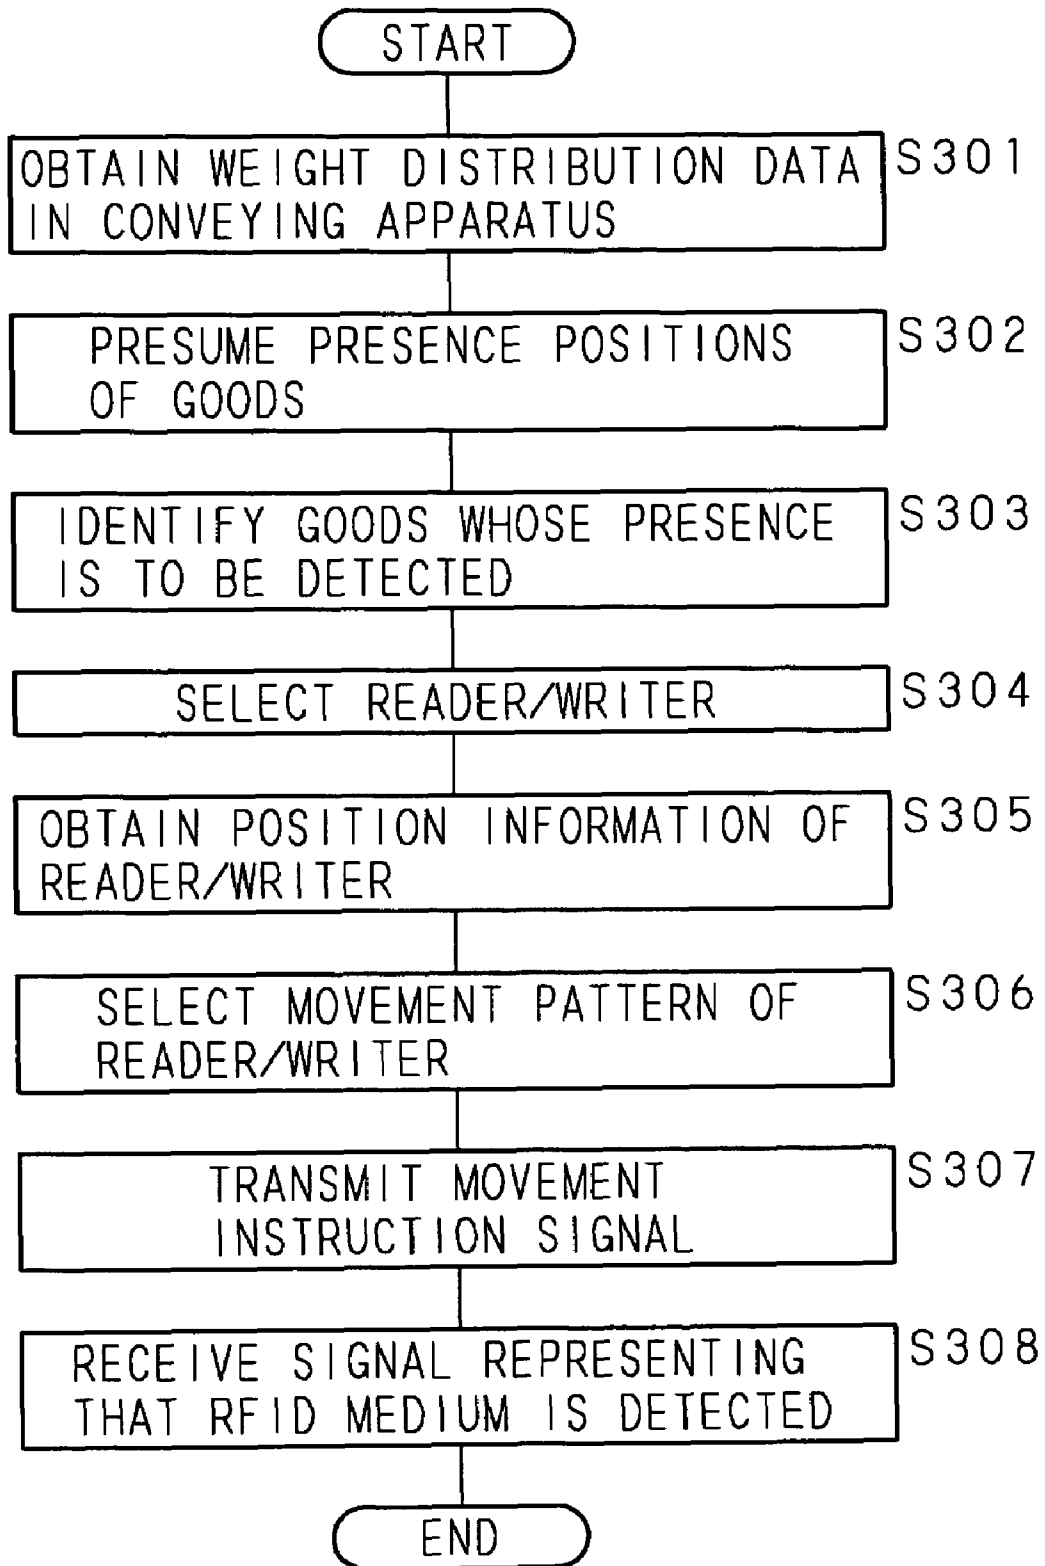 START
OBTAIN WEIGHT DISTRIBUTION DATA
IN CONVEYING APPARATUS
S301
PRESUME PRESENCE POSITIONS
OF GOODS
S302
IDENTIFY GOODS WHOSE PRESENCE
IS TO BE DETECTED
S303
SELECT READER/WRITER
S304
OBTAIN POSITION INFORMATION OF
READER/WRITER
S305
SELECT MOVEMENT PATTERN OF
READER/WRITER
S306
TRANSMIT MOVEMENT
INSTRUCTION SIGNAL
S307
RECEIVE SIGNAL REPRESENTING
THAT RFID MEDIUM IS DETECTED
S308
END